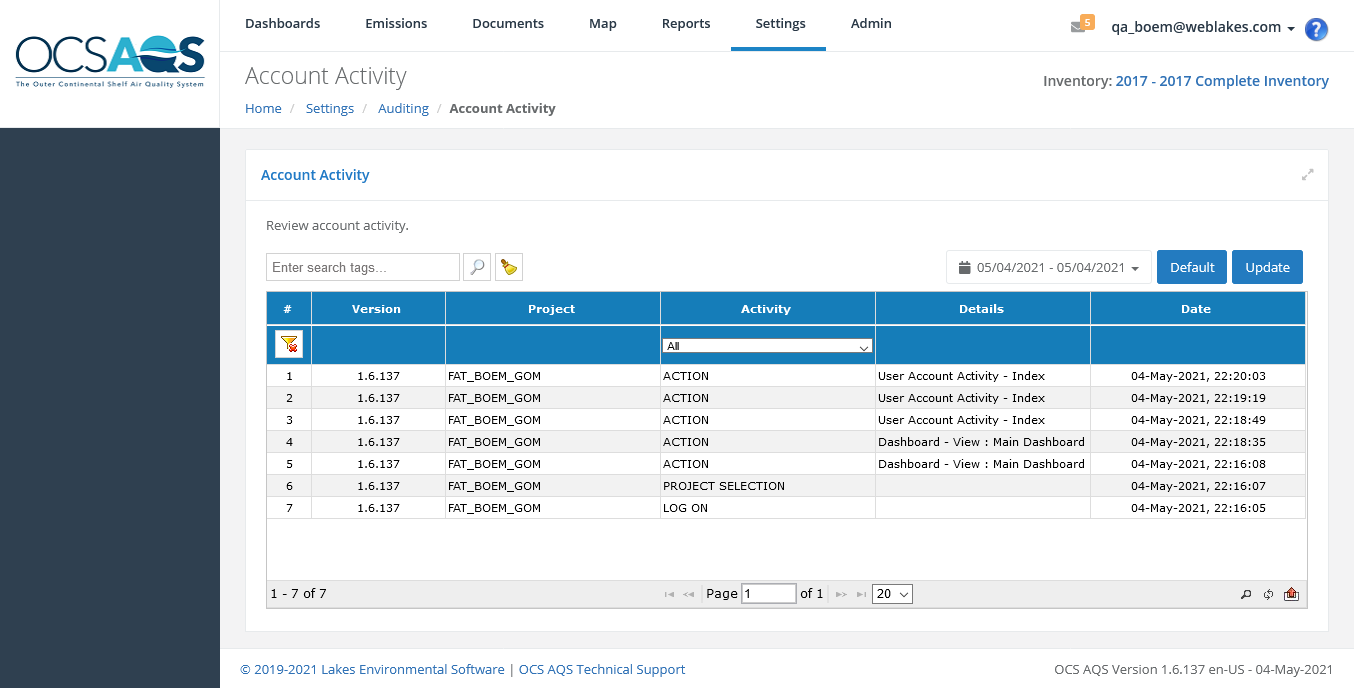 OCSAQS
The Outer Continental Shelf Air Quality System
Dashboards Emissions Documents Map Reports Settings Admin
5 qa_boem@weblakes.com ?
Account Activity
Inventory: 2017 - 2017 Complete Inventory
Home / Settings / Auditing / Account Activity
Account Activity
Review account activity.
Enter search tags... 05/04/2021 - 05/04/2021 Default Update
# Version Project Activity Details Date
All
1 1.6.137 FAT_BOEM_GOM ACTION User Account Activity - Index 04-May-2021, 22:20:03
2 1.6.137 FAT_BOEM_GOM ACTION User Account Activity - Index 04-May-2021, 22:19:19
3 1.6.137 FAT_BOEM_GOM ACTION User Account Activity - Index 04-May-2021, 22:18:49
4 1.6.137 FAT_BOEM_GOM ACTION Dashboard - View : Main Dashboard 04-May-2021, 22:18:35
5 1.6.137 FAT_BOEM_GOM ACTION Dashboard - View : Main Dashboard 04-May-2021, 22:16:08
6 1.6.137 FAT_BOEM_GOM PROJECT SELECTION 04-May-2021, 22:16:07
7 1.6.137 FAT_BOEM_GOM LOG ON 04-May-2021, 22:16:05
1 - 7 of 7 Page 1 of 1 20
© 2019-2021 Lakes Environmental Software | OCS AQS Technical Support OCS AQS Version 1.6.137 en-US - 04-May-2021